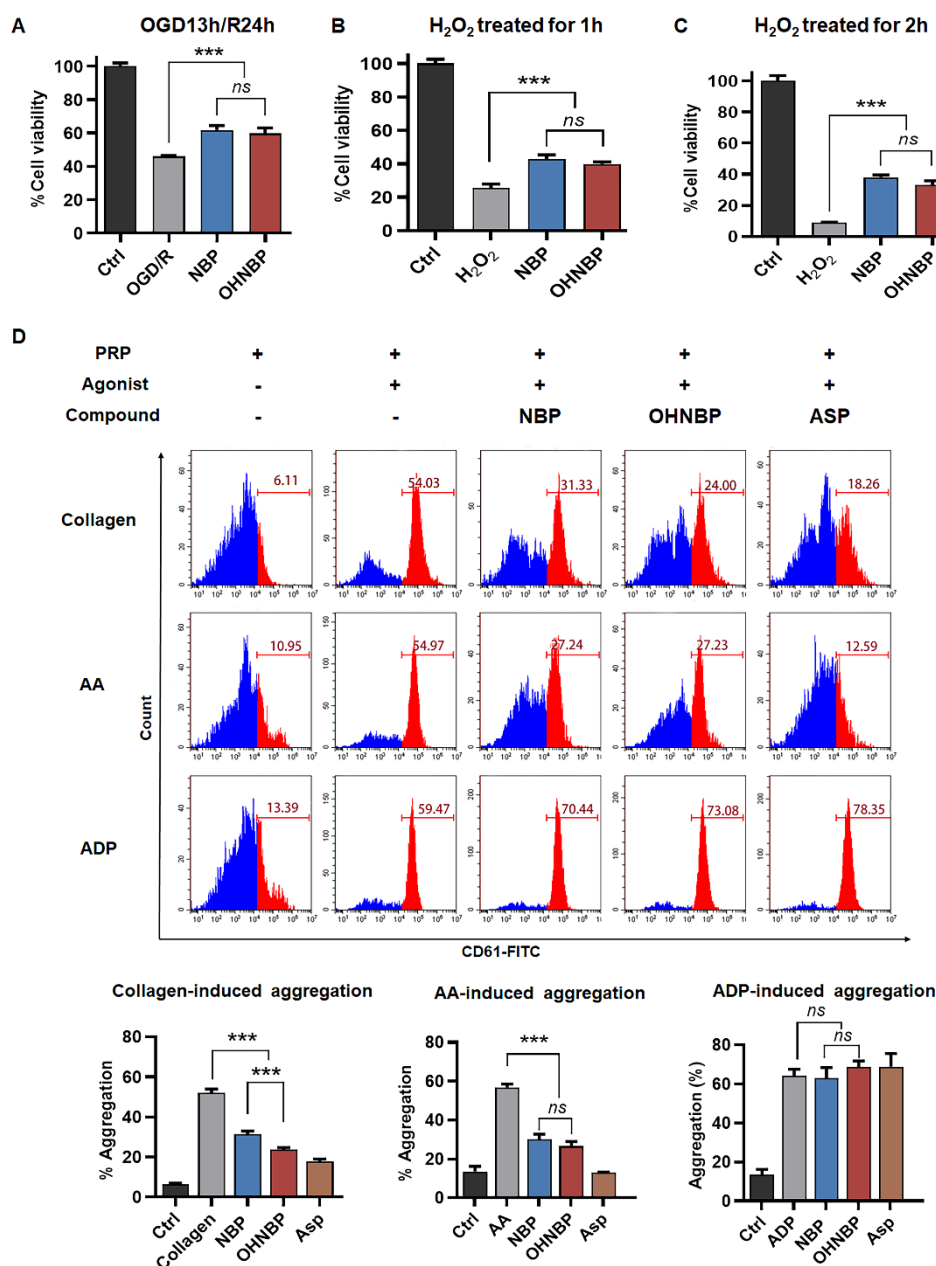 A
OGD13h/R24h
% Cell viability
100
80
60
40
20
0
***
ns
Ctrl
OGD/R
NBP
OHNBP
B
H₂O₂ treated for 1h
% Cell viability
100
80
60
40
20
0
***
ns
Ctrl
H₂O₂
NBP
OHNBP
C
H₂O₂ treated for 2h
% Cell viability
100
80
60
40
20
0
***
ns
Ctrl
H₂O₂
NBP
OHNBP
D
PRP + + + + +
Agonist - + + + +
Compound - - NBP OHNBP ASP
Collagen
6.11
54.03
31.33
24.00
18.26
AA
10.95
54.97
27.24
27.23
12.59
ADP
13.39
59.47
70.44
73.08
78.35
Count
CD61-FITC
Collagen-induced aggregation
% Aggregation
80
60
40
20
0
***
***
Ctrl
Collagen
NBP
OHNBP
Asp
AA-induced aggregation
% Aggregation
80
60
40
20
0
***
ns
Ctrl
AA
NBP
OHNBP
Asp
ADP-induced aggregation
Aggregation (%)
80
60
40
20
0
ns
ns
Ctrl
ADP
NBP
OHNBP
Asp